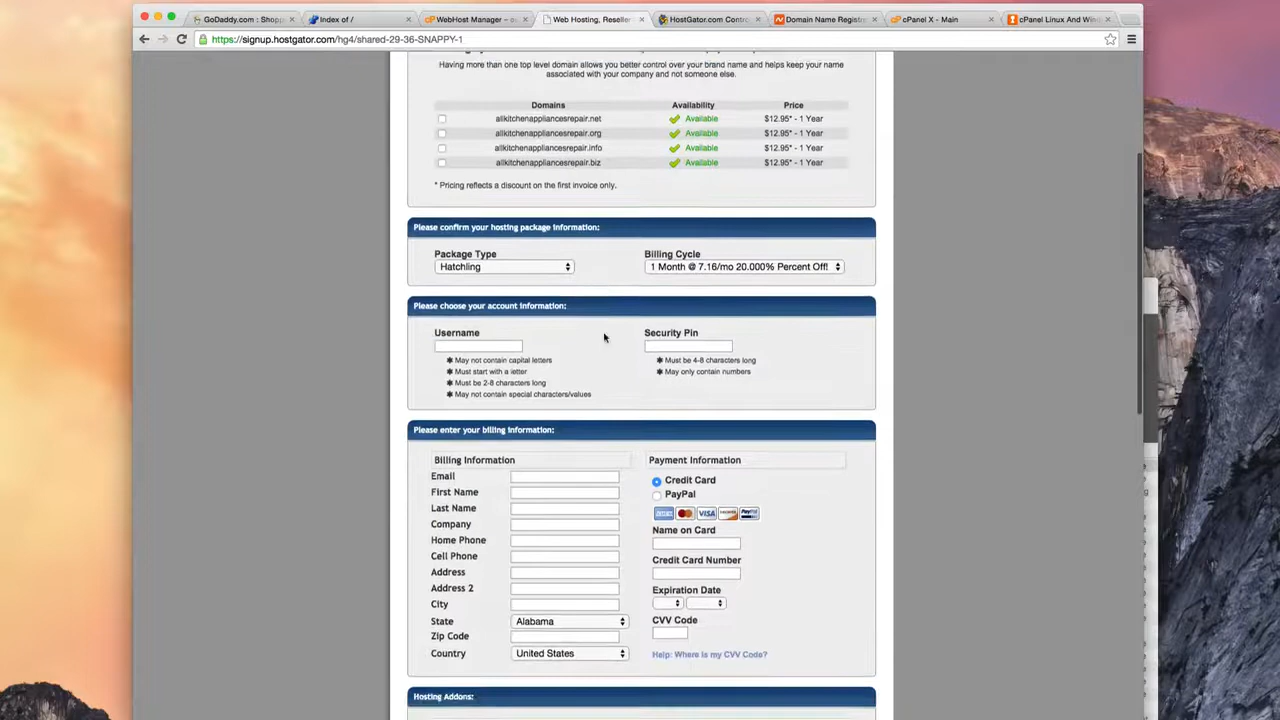 GoDaddy.com : Shopp
Index of /
WebHost Manager – o
Web Hosting, Reseller
HostGator.com Contr
Domain Name Registr
cPanel X - Main
cPanel Linux And Win
https://signup.hostgator.com/hg4/shared-29-36-SNAPPY-1
Having more than one top level domain allows you better control over your brand name and helps keep your name
associated with your company and not someone else.
Domains Availability Price
allkitchenappliancesrepair.net Available $12.95* - 1 Year
allkitchenappliancesrepair.org Available $12.95* - 1 Year
allkitchenappliancesrepair.info Available $12.95* - 1 Year
allkitchenappliancesrepair.biz Available $12.95* - 1 Year
* Pricing reflects a discount on the first invoice only.
Please confirm your hosting package information:
Package Type
Hatchling
Billing Cycle
1 Month @ 7.16/mo 20.000% Percent Off!
Please choose your account information:
Username
✱ May not contain capital letters
✱ Must start with a letter
✱ Must be 2-8 characters long
✱ May not contain special characters/values
Security Pin
✱ Must be 4-8 characters long
✱ May only contain numbers
Please enter your billing information:
Billing Information
Email
First Name
Last Name
Company
Home Phone
Cell Phone
Address
Address 2
City
State Alabama
Zip Code
Country United States
Payment Information
Credit Card
PayPal
VISA
Name on Card
Credit Card Number
Expiration Date
CVV Code
Help: Where is my CVV Code?
Hosting Addons: